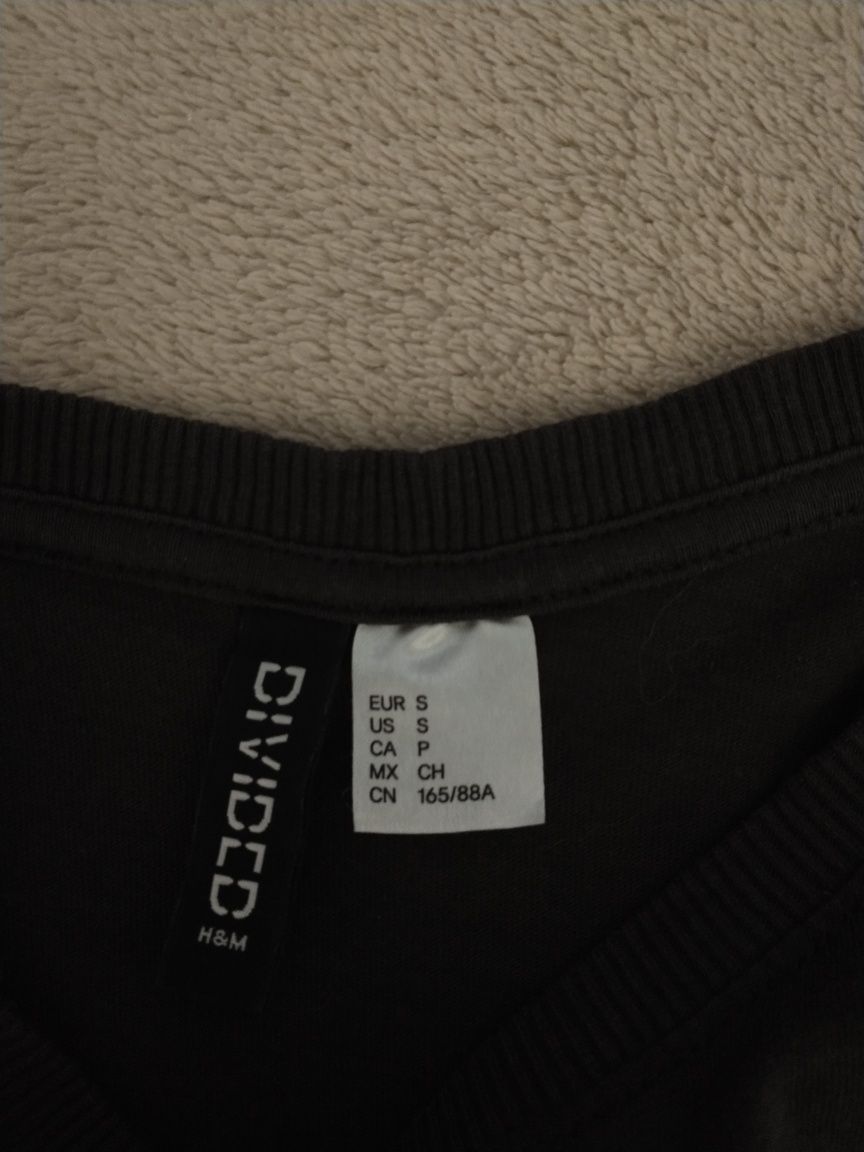 DIVIDED
H&M
EUR S
US S
CA P
MX CH
CN 165/88A